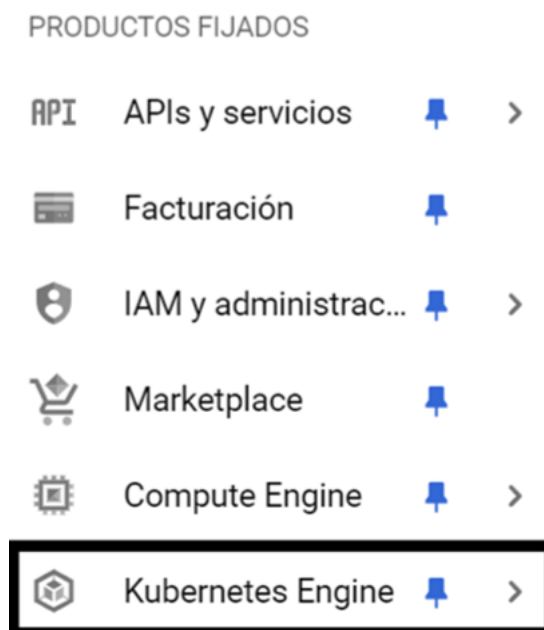 PRODUCTOS FIJADOS
API APIs y servicios
Facturación
IAM y administrac...
Marketplace
Compute Engine
Kubernetes Engine